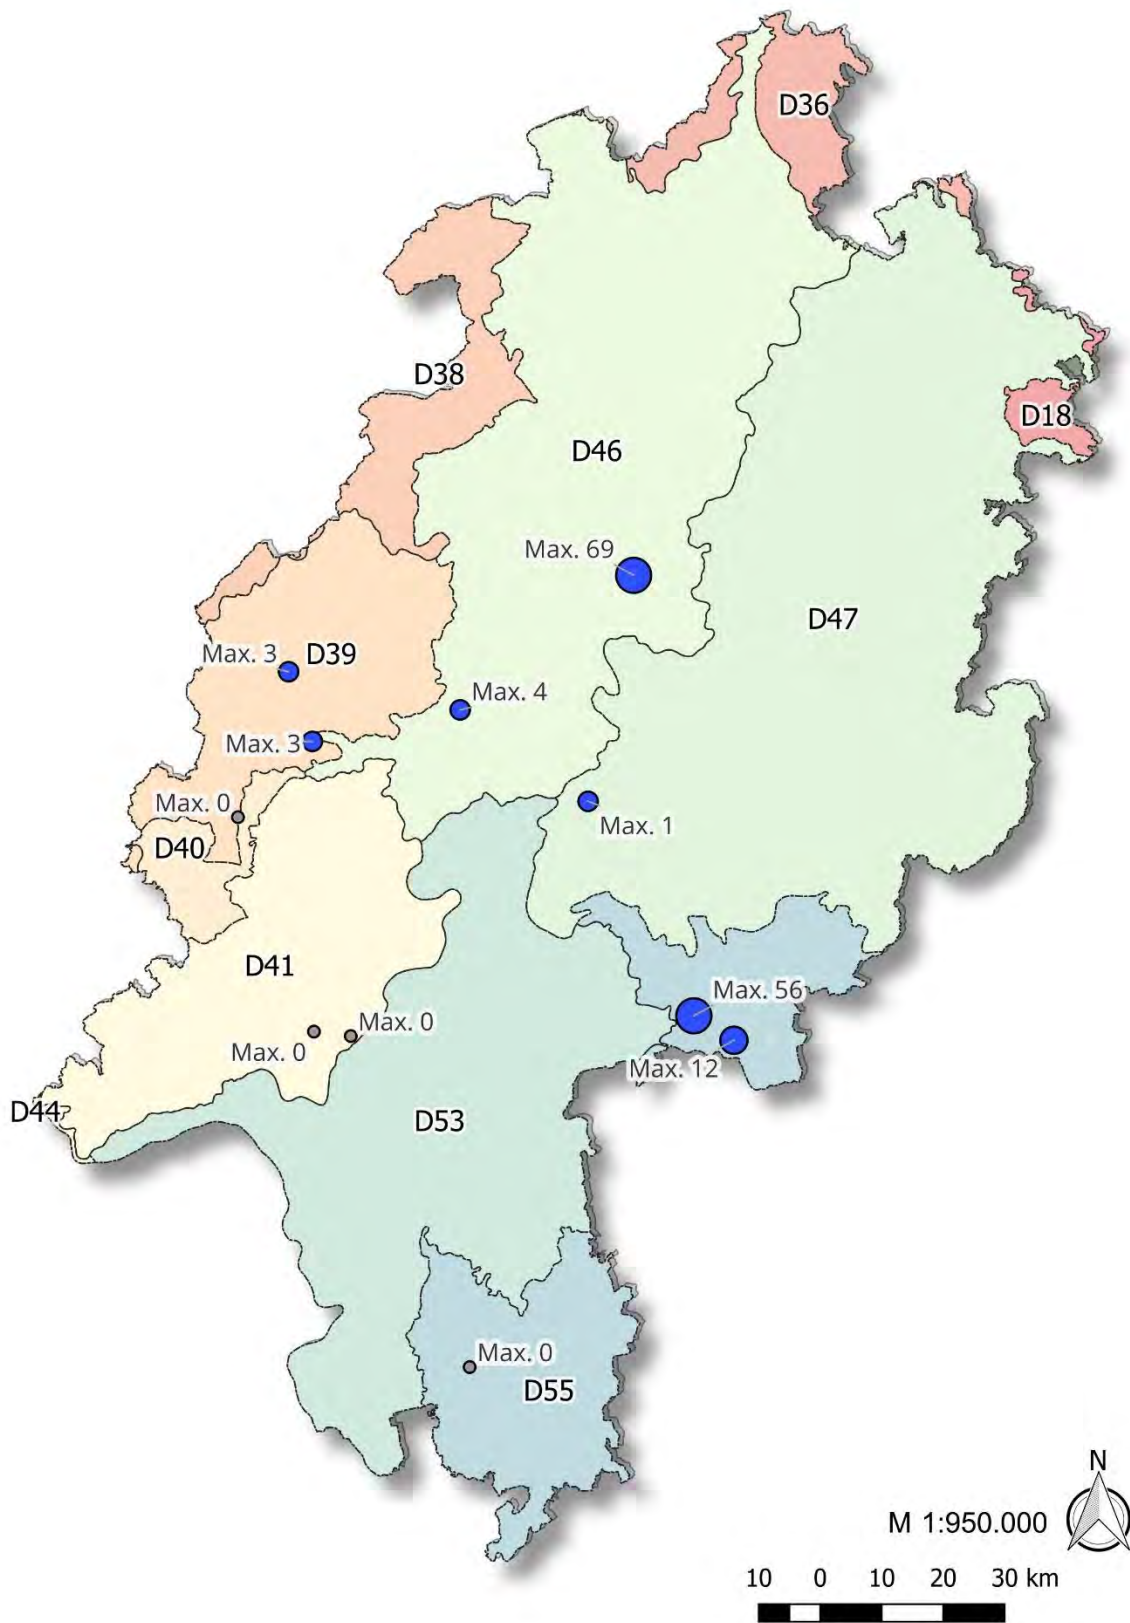 D36
D38
D18
D46
Max. 69
D47
Max. 3
D39
Max. 4
Max. 3
Max. 0
Max. 1
D40
D41
Max. 56
Max. 0
Max. 0
Max. 12
D44
D53
Max. 0
D55
N
M 1:950.000
10 0 10 20 30 km